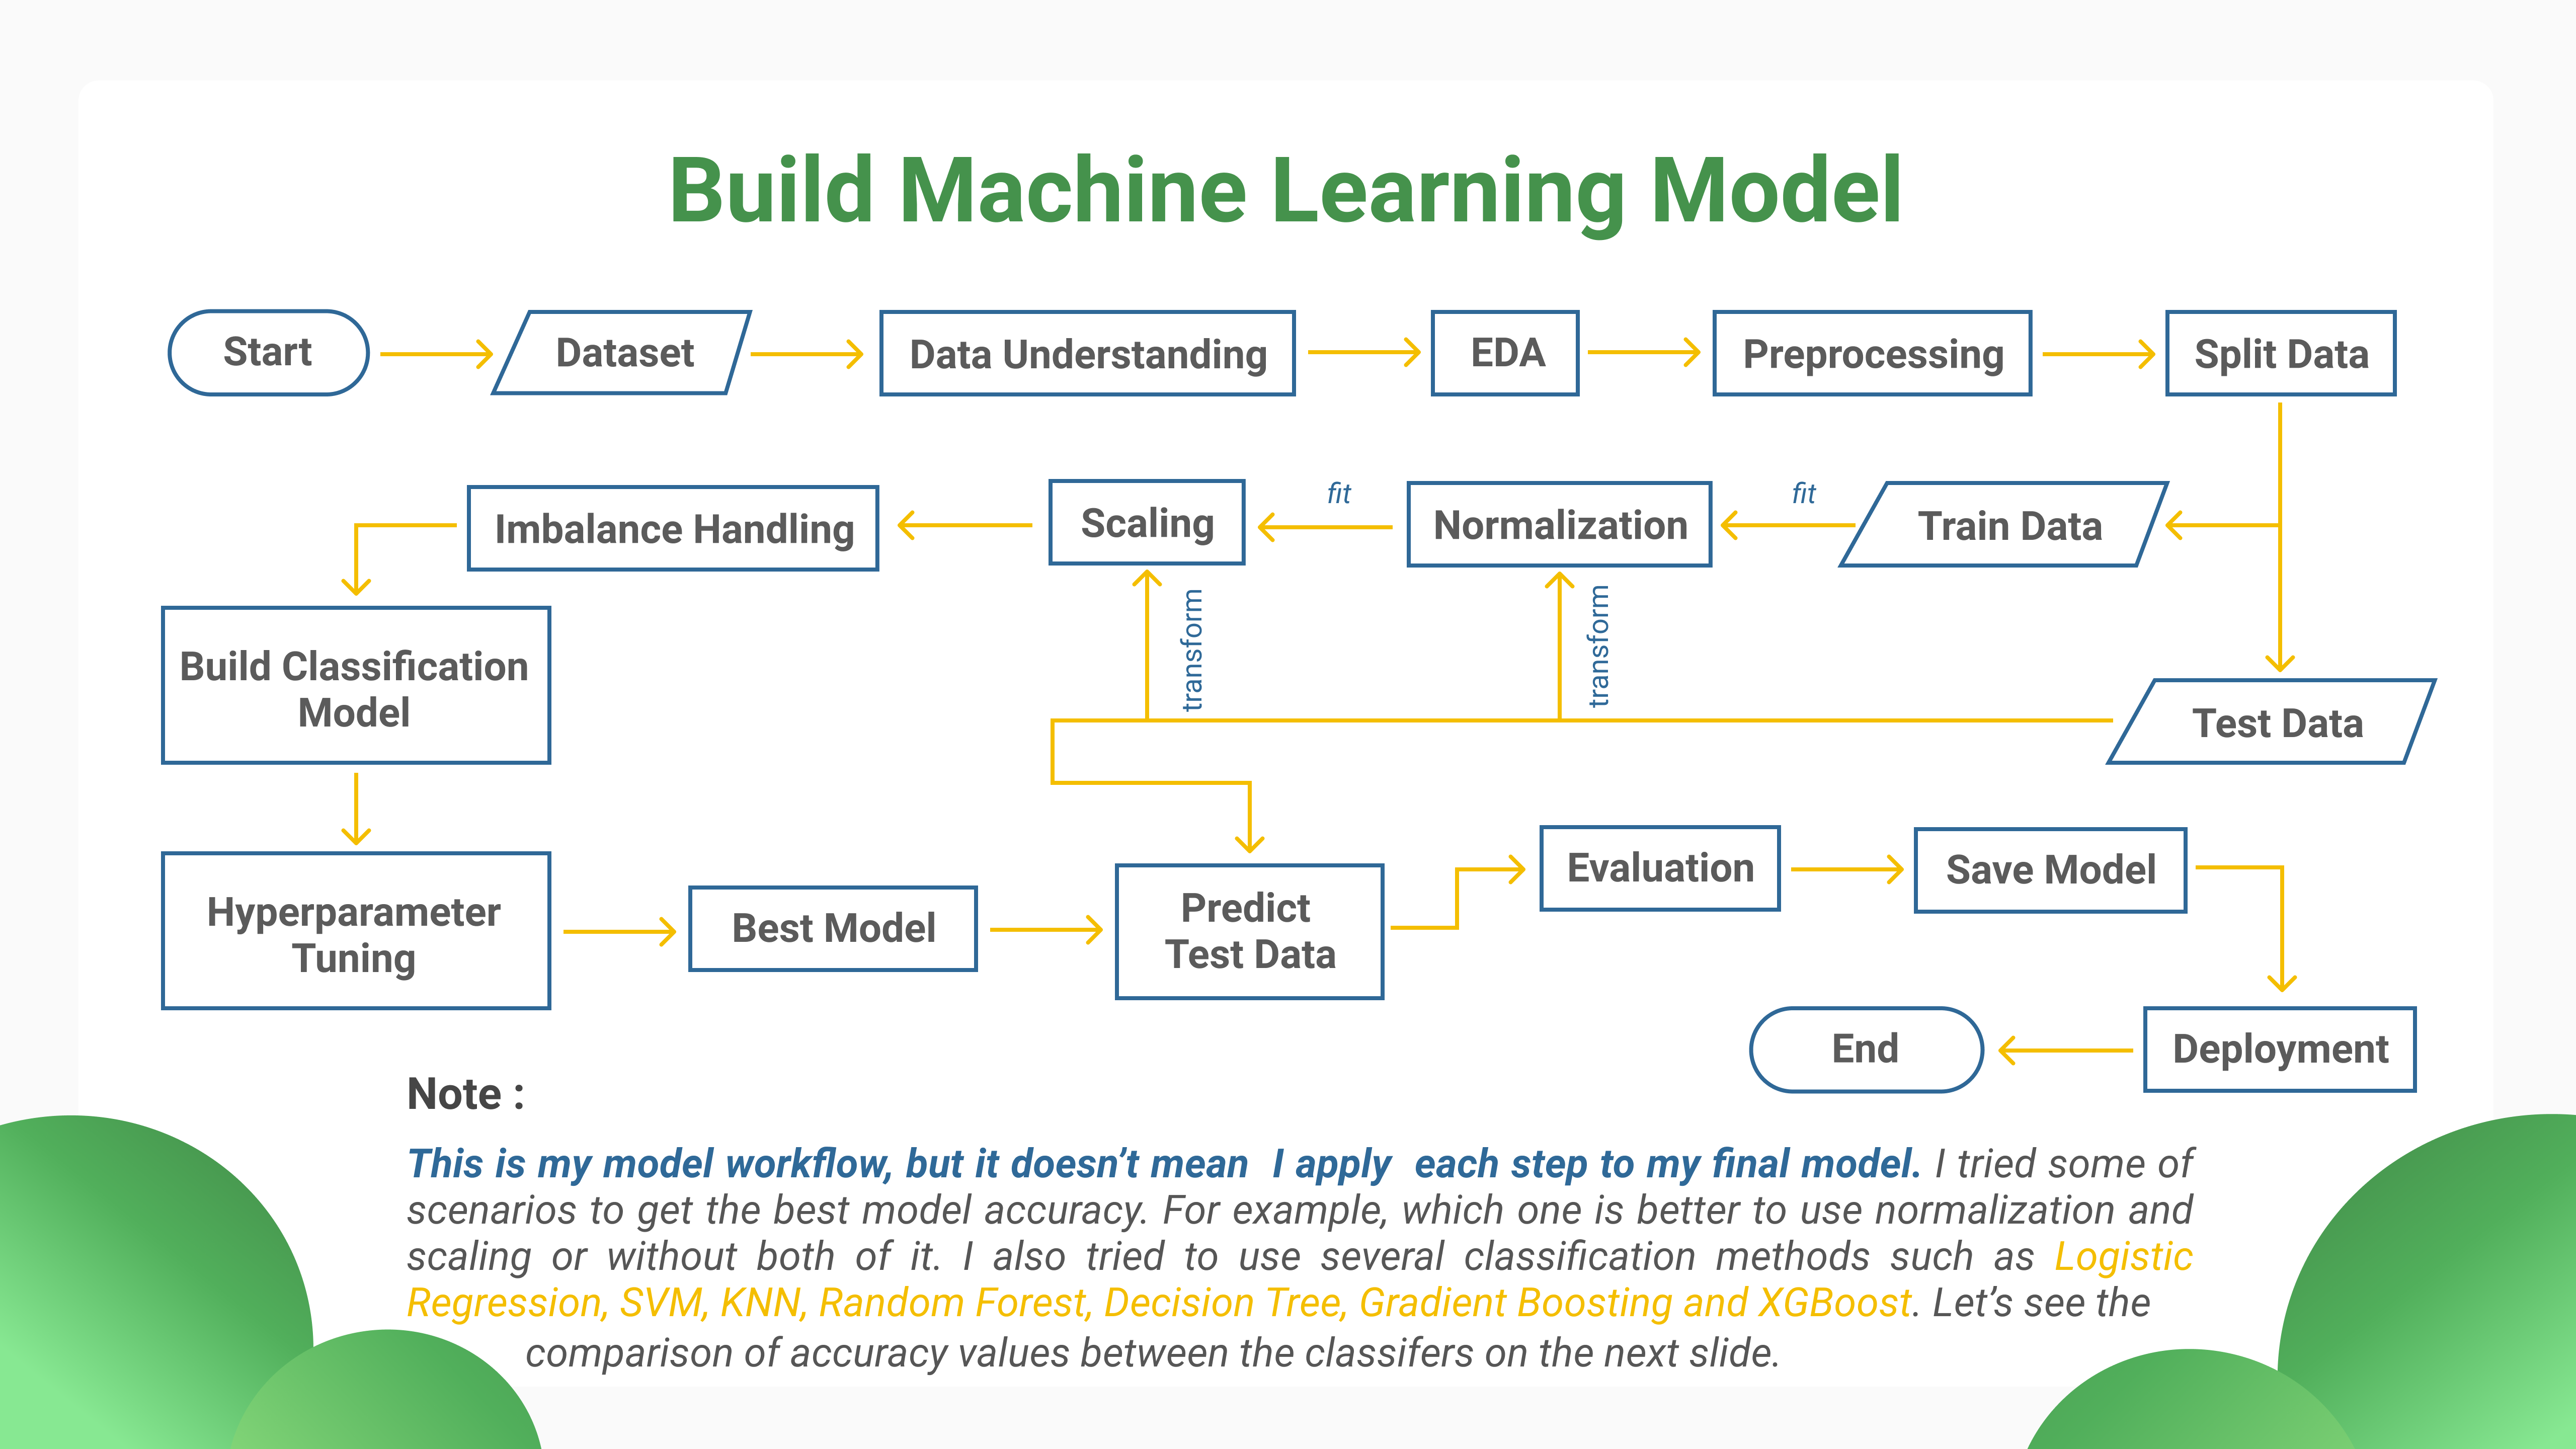 Build Machine Learning Model
Start
Dataset
Data Understanding
EDA
Preprocessing
Split Data
Imbalance Handling
Scaling
fit
Normalization
fit
Train Data
transform
transform
Build Classification
Model
Test Data
Hyperparameter
Tuning
Best Model
Predict
Test Data
Evaluation
Save Model
End
Deployment
Note :
This is my model workflow, but it doesn’t mean I apply each step to my final model. I tried some of
scenarios to get the best model accuracy. For example, which one is better to use normalization and
scaling or without both of it. I also tried to use several classification methods such as Logistic
Regression, SVM, KNN, Random Forest, Decision Tree, Gradient Boosting and XGBoost. Let’s see the
comparison of accuracy values between the classifers on the next slide.